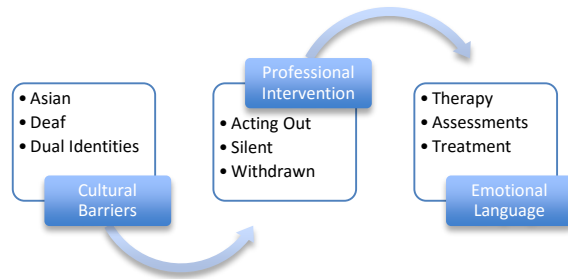 • Asian
• Deaf
• Dual Identities
Cultural
Barriers
Professional
Intervention
• Acting Out
• Silent
• Withdrawn
• Therapy
• Assessments
• Treatment
Emotional
Language